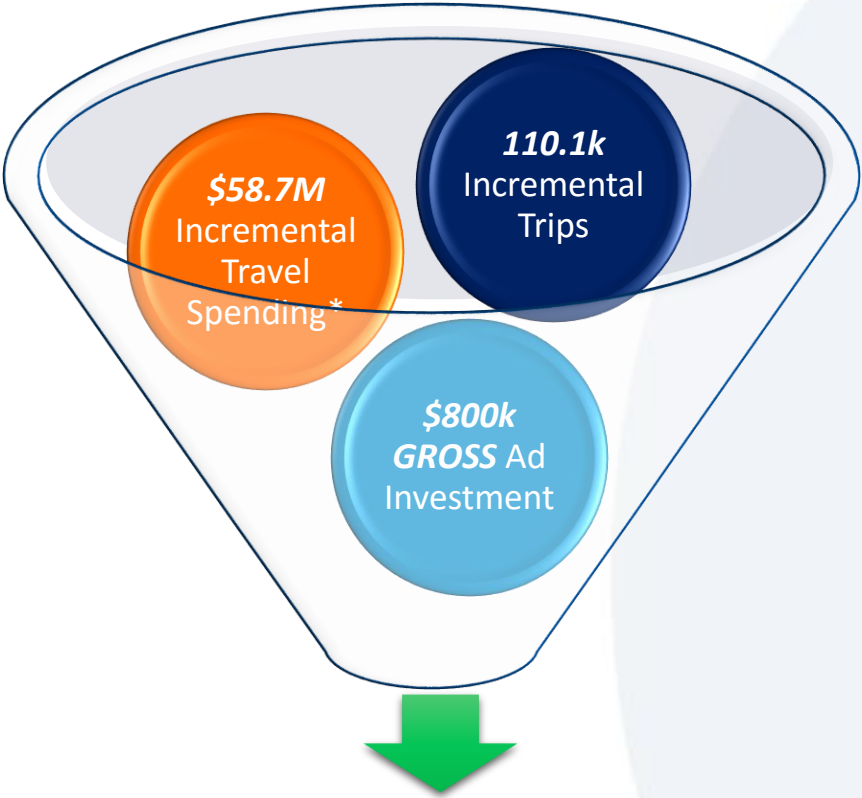 $58.7M
Incremental
Travel
Spending*
110.1k
Incremental
Trips
$800k
GROSS Ad
Investment